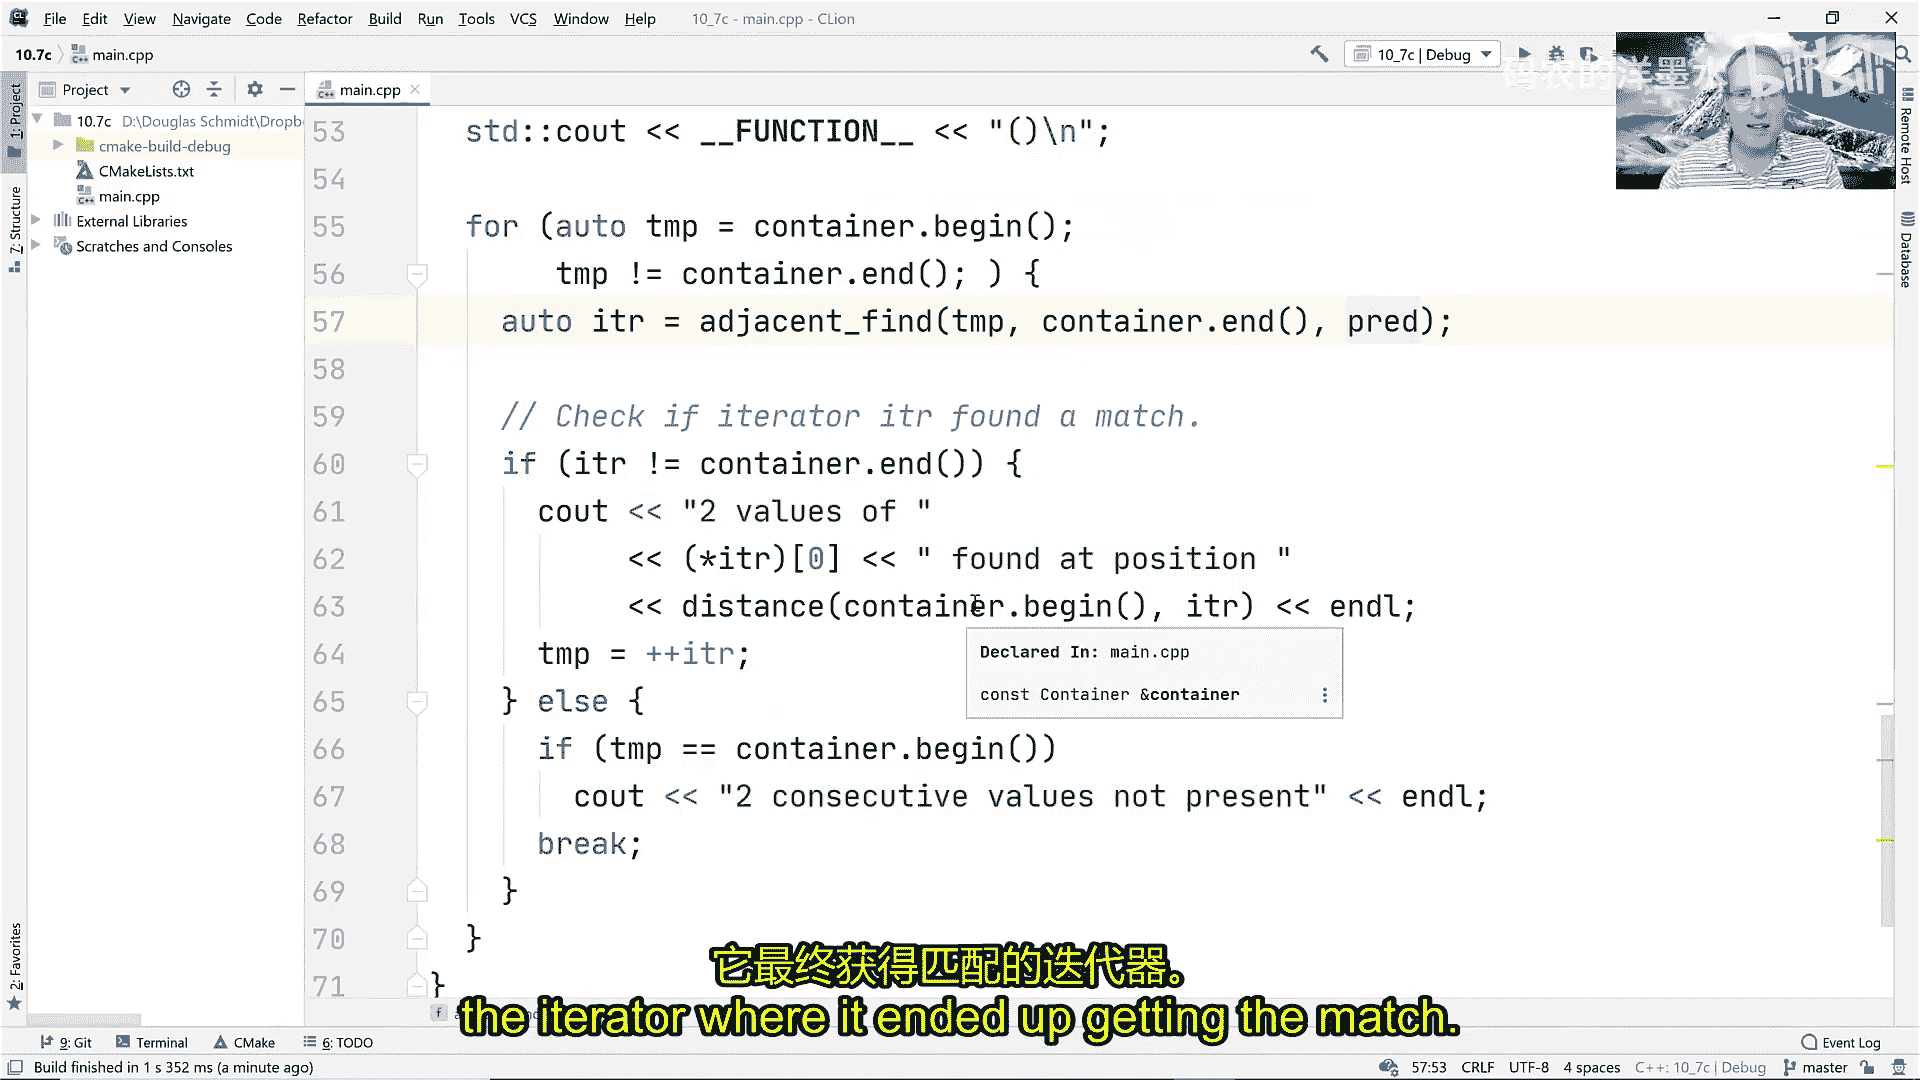 File Edit View Navigate Code Refactor Build Run Tools VCS Window Help 10_7c - main.cpp - CLion
10.7c main.cpp 10_7c | Debug
码农的洋墨水 bilibili
Project main.cpp
10.7c D:\Douglas Schmidt\Dropb
cmake-build-debug
CMakeLists.txt
main.cpp
External Libraries
Scratches and Consoles
1: Project
7: Structure
2: Favorites
Remote Host
Database
53 std::cout << __FUNCTION__ << "()\n";
54
55 for (auto tmp = container.begin();
56 tmp != container.end(); ) {
57 auto itr = adjacent_find(tmp, container.end(), pred);
58
59 // Check if iterator itr found a match.
60 if (itr != container.end()) {
61 cout << "2 values of "
62 << (*itr)[0] << " found at position "
63 << distance(container.begin(), itr) << endl;
64 tmp = ++itr;
65 } else {
66 if (tmp == container.begin())
67 cout << "2 consecutive values not present" << endl;
68 break;
69 }
70 }
71 }
Declared In: main.cpp
const Container &container
f
它最终获得匹配的迭代器。
the iterator where it ended up getting the match.
9: Git Terminal CMake 6: TODO Event Log
Build finished in 1 s 352 ms (a minute ago) 57:53 CRLF UTF-8 4 spaces C++: 10_7c | Debug master